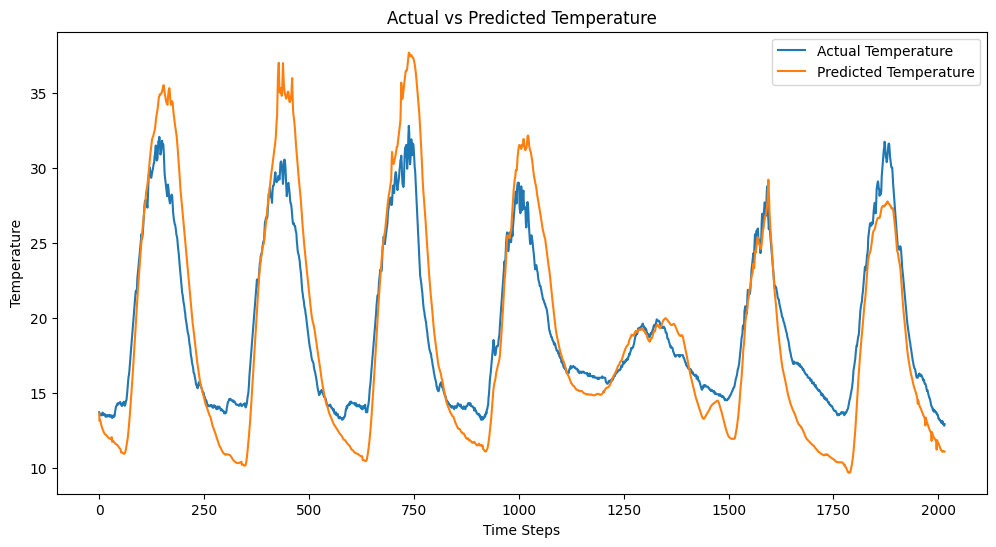 Actual vs Predicted Temperature
Actual Temperature
Predicted Temperature
Temperature
35
30
25
20
15
10
0 250 500 750 1000 1250 1500 1750 2000
Time Steps